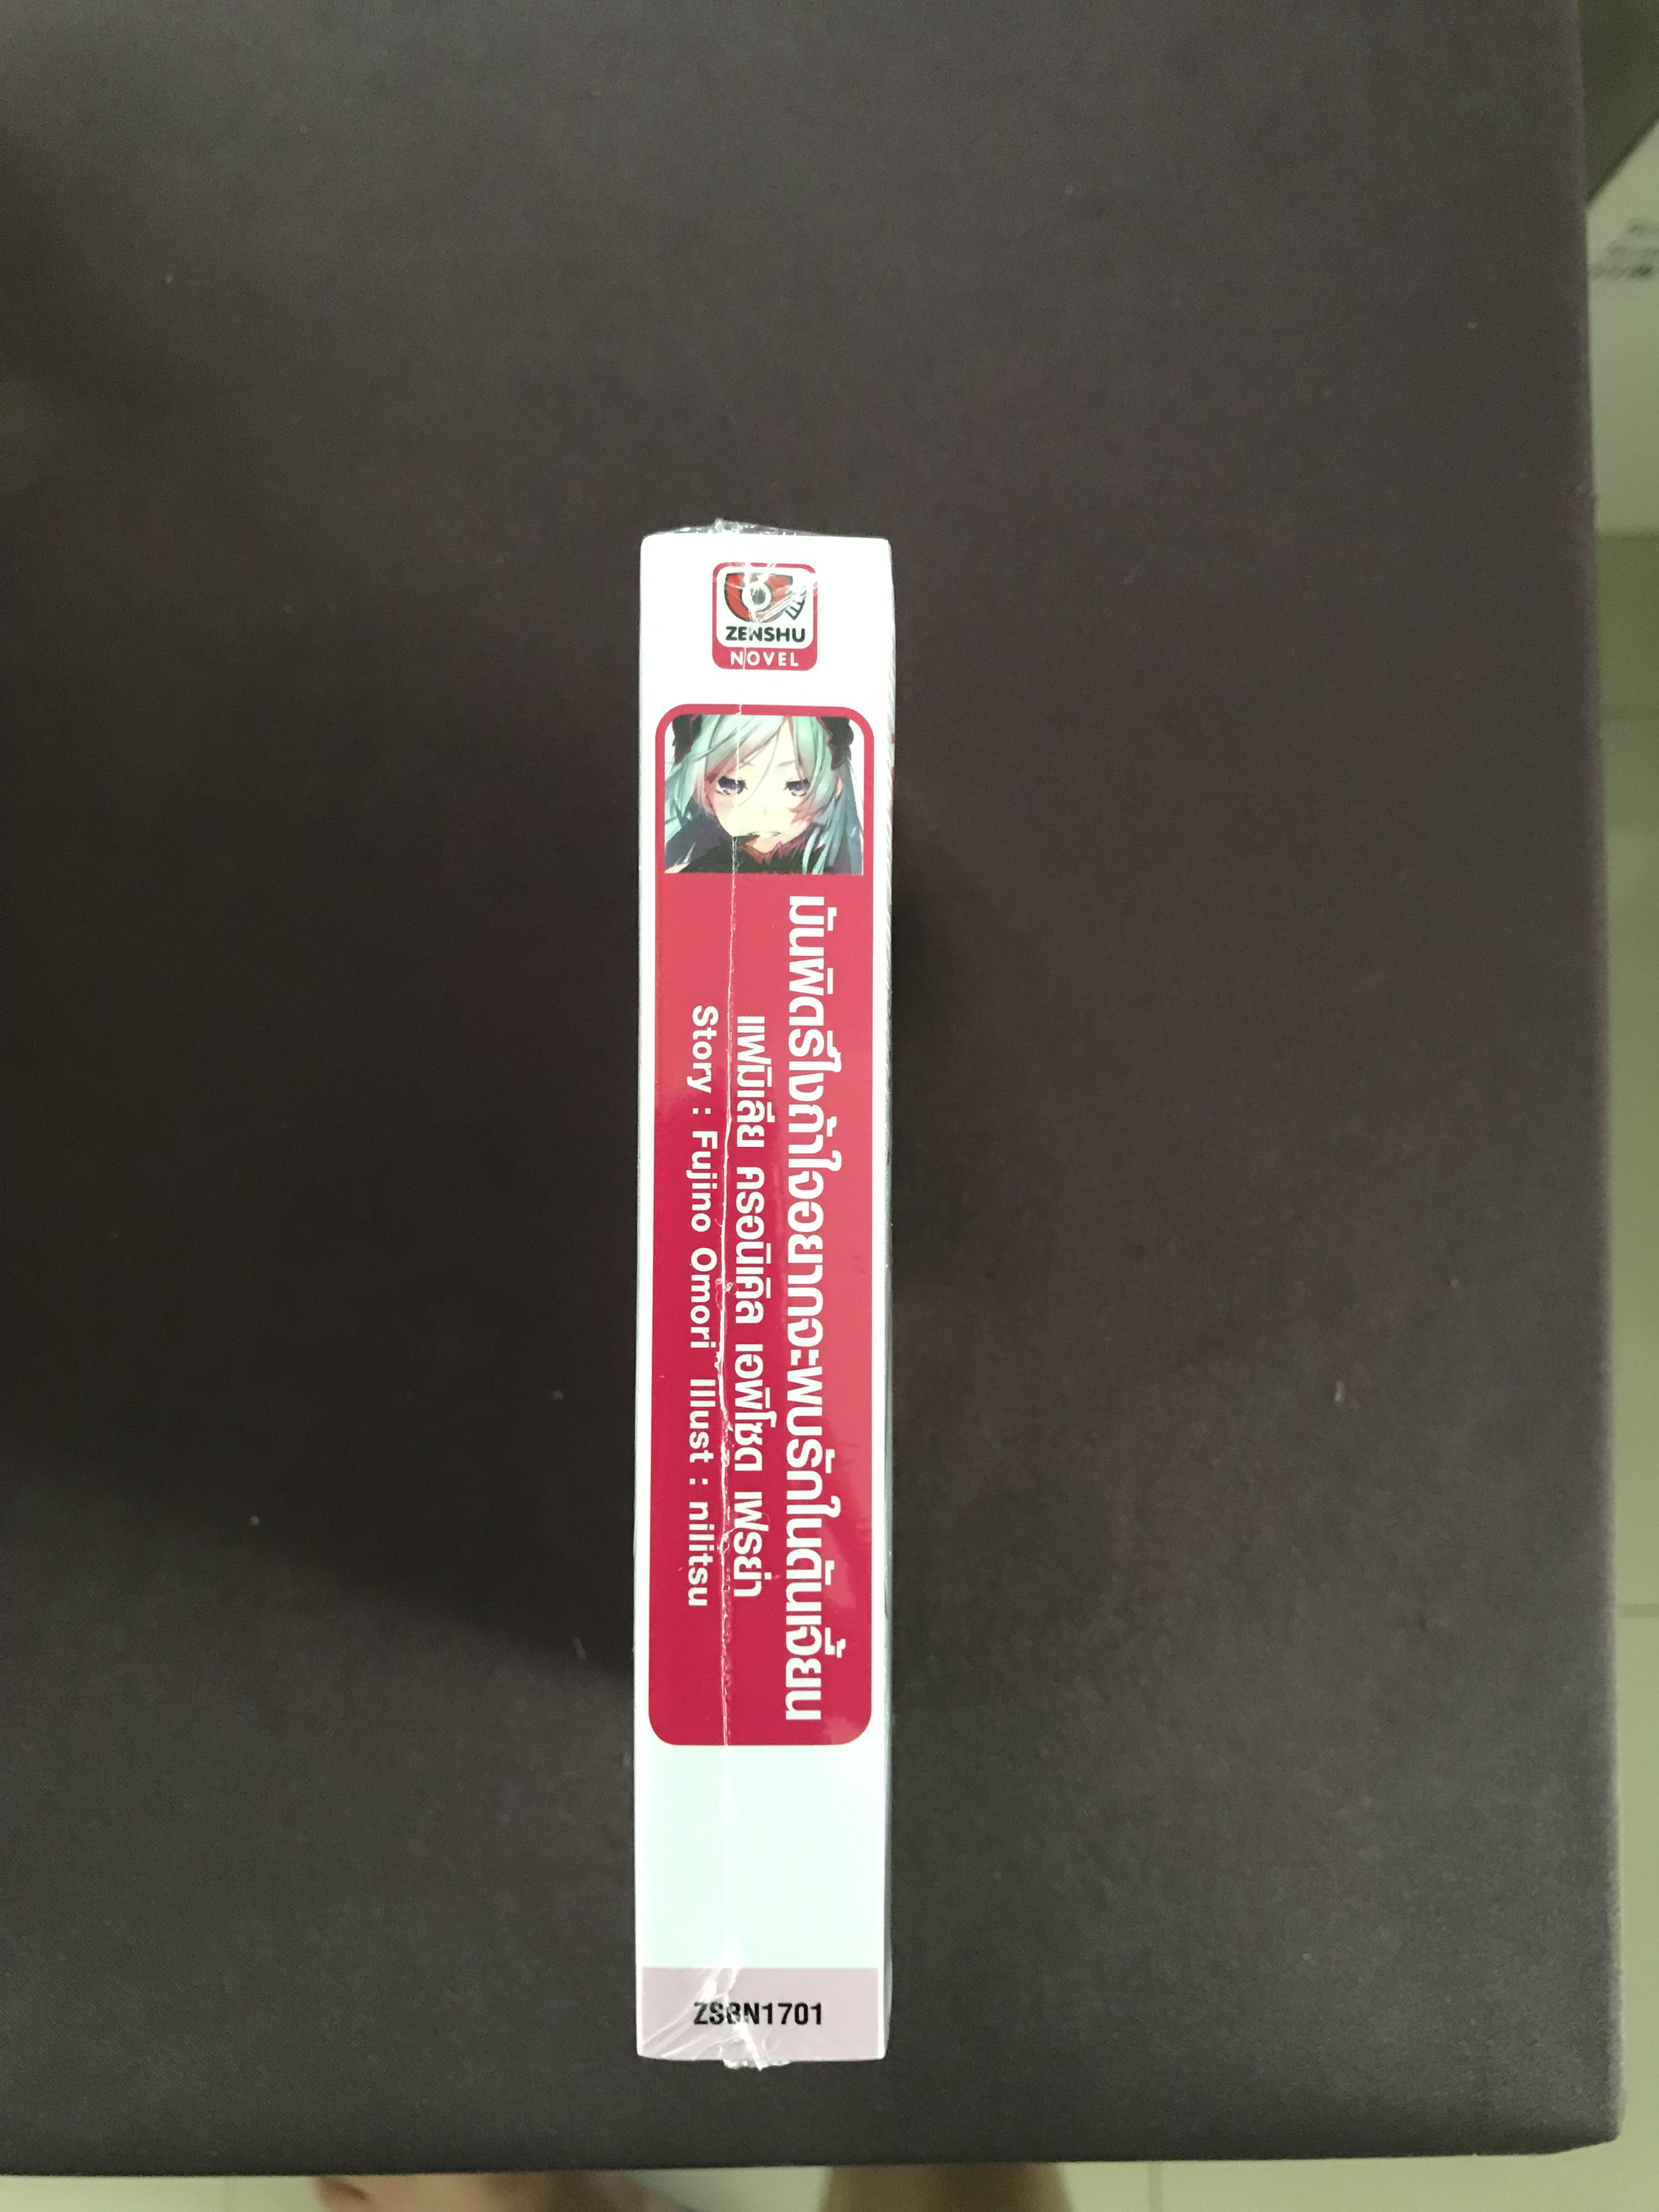 ZENSHU
NOVEL
มันผิดรึไงถ้าใจอยากจะพบรักในดันเจี้ยน
แฟมิเลีย ครอนิเคิล เอพิโซด เฟรย่า
Story : Fujino Omori Illust : nilitsu
ZSBN1701